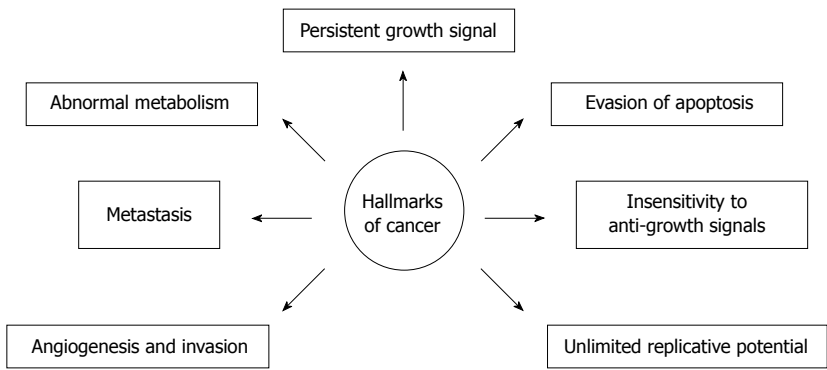 Persistent growth signal
Abnormal metabolism
Evasion of apoptosis
Metastasis
Hallmarks
of cancer
Insensitivity to
anti-growth signals
Angiogenesis and invasion
Unlimited replicative potential